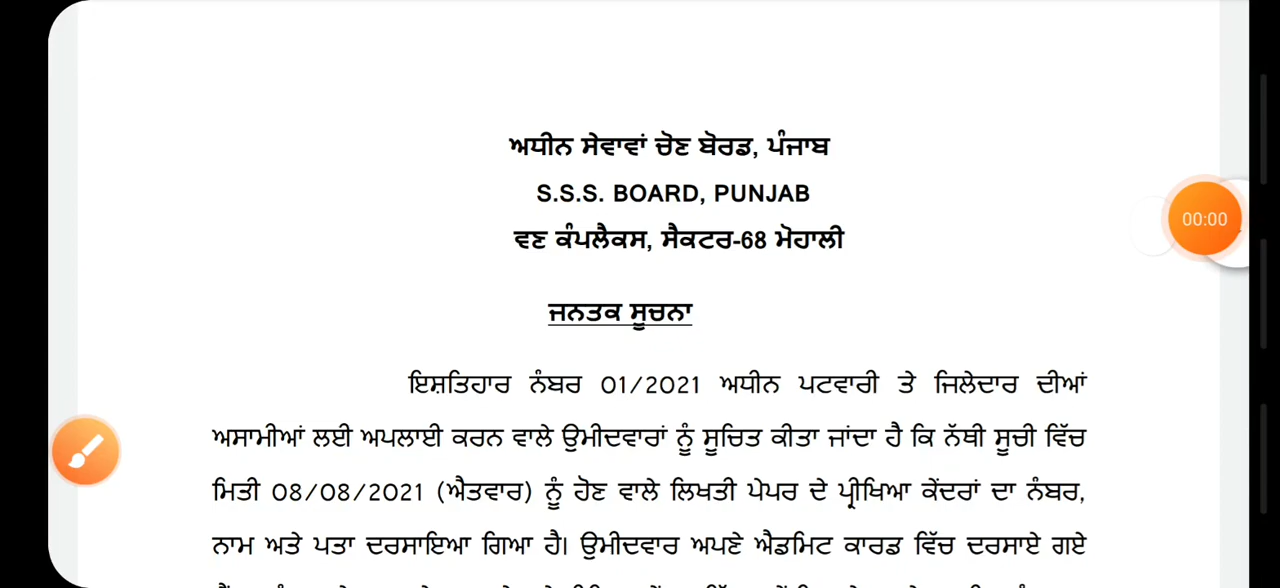 ਅਧੀਨ ਸੇਵਾਵਾਂ ਚੋਣ ਬੋਰਡ, ਪੰਜਾਬ
S.S.S. BOARD, PUNJAB
ਵਣ ਕੰਪਲੈਕਸ, ਸੈਕਟਰ-68 ਮੋਹਾਲੀ
00:00
ਜਨਤਕ ਸੂਚਨਾ
ਇਸ਼ਤਿਹਾਰ ਨੰਬਰ 01/2021 ਅਧੀਨ ਪਟਵਾਰੀ ਤੇ ਜਿਲੇਦਾਰ ਦੀਆਂ
ਅਸਾਮੀਆਂ ਲਈ ਅਪਲਾਈ ਕਰਨ ਵਾਲੇ ਉਮੀਦਵਾਰਾਂ ਨੂੰ ਸੂਚਿਤ ਕੀਤਾ ਜਾਂਦਾ ਹੈ ਕਿ ਨੱਥੀ ਸੂਚੀ ਵਿੱਚ
ਮਿਤੀ 08/08/2021 (ਐਤਵਾਰ) ਨੂੰ ਹੋਣ ਵਾਲੇ ਲਿਖਤੀ ਪੇਪਰ ਦੇ ਪ੍ਰੀਖਿਆ ਕੇਂਦਰਾਂ ਦਾ ਨੰਬਰ,
ਨਾਮ ਅਤੇ ਪਤਾ ਦਰਸਾਇਆ ਗਿਆ ਹੈ। ਉਮੀਦਵਾਰ ਅਪਣੇ ਐਡਮਿਟ ਕਾਰਡ ਵਿੱਚ ਦਰਸਾਏ ਗਏ